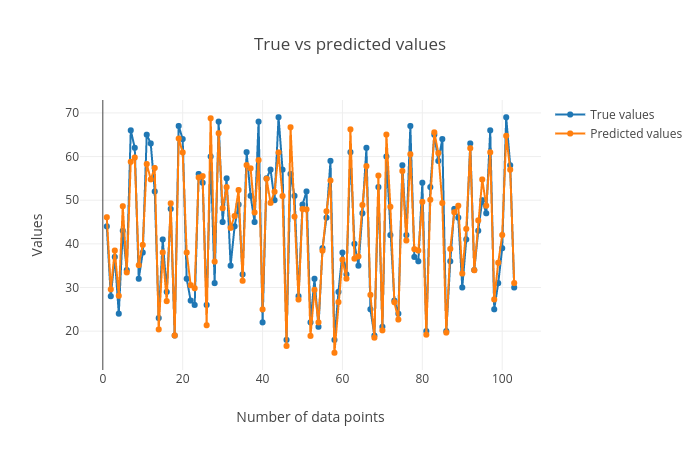 True vs predicted values
True values
Predicted values
Values
70
60
50
40
30
20
0 20 40 60 80 100
Number of data points